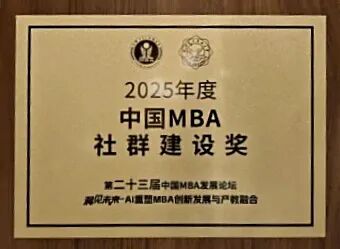 2025年度
中国MBA
社群建设奖
第二十三届中国MBA发展论坛
洞见未来-AI重塑MBA创新发展与产教融合